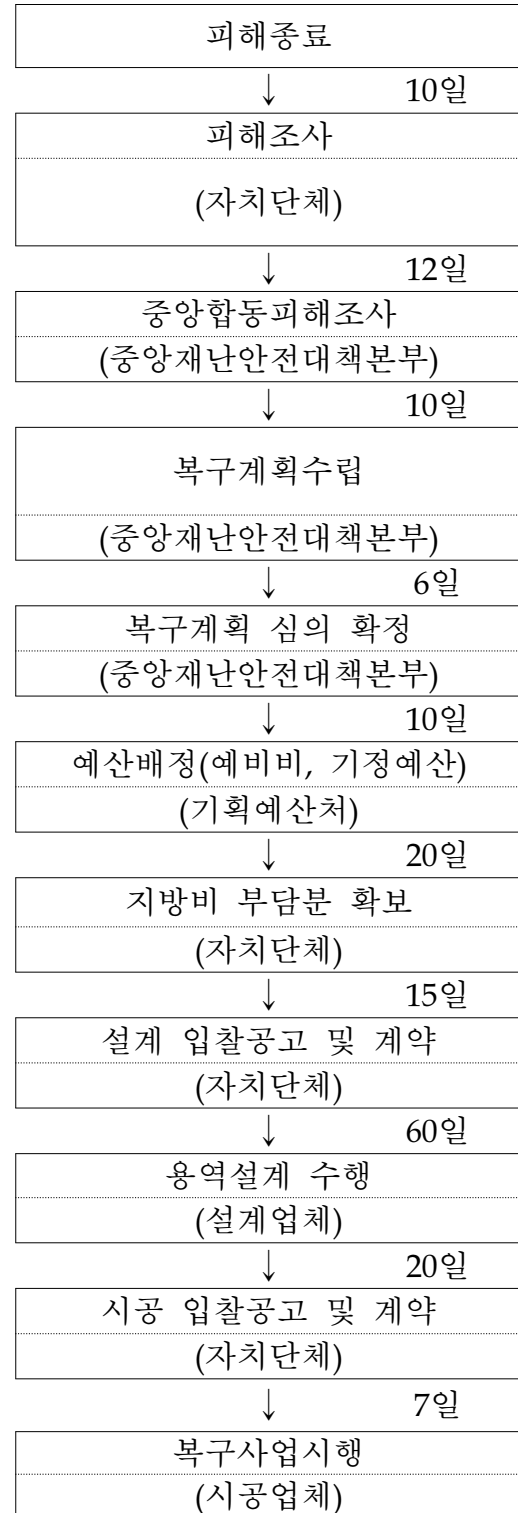 피해종료
↓ 10일
피해조사
(자치단체)
↓ 12일
중앙합동피해조사
(중앙재난안전대책본부)
↓ 10일
복구계획수립
(중앙재난안전대책본부)
↓ 6일
복구계획 심의 확정
(중앙재난안전대책본부)
↓ 10일
예산배정(예비비, 기정예산)
(기획예산처)
↓ 20일
지방비 부담분 확보
(자치단체)
↓ 15일
설계 입찰공고 및 계약
(자치단체)
↓ 60일
용역설계 수행
(설계업체)
↓ 20일
시공 입찰공고 및 계약
(자치단체)
↓ 7일
복구사업시행
(시공업체)